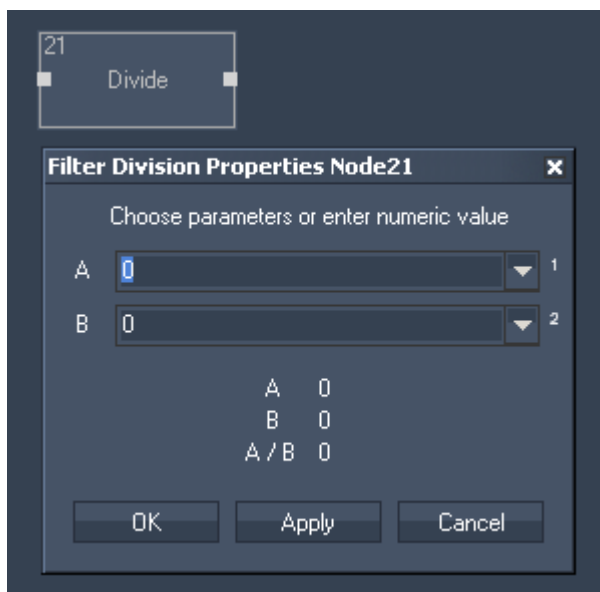 21
Divide
Filter Division Properties Node21
Choose parameters or enter numeric value
A 0 1
B 0 2
A 0
B 0
A / B 0
OK Apply Cancel